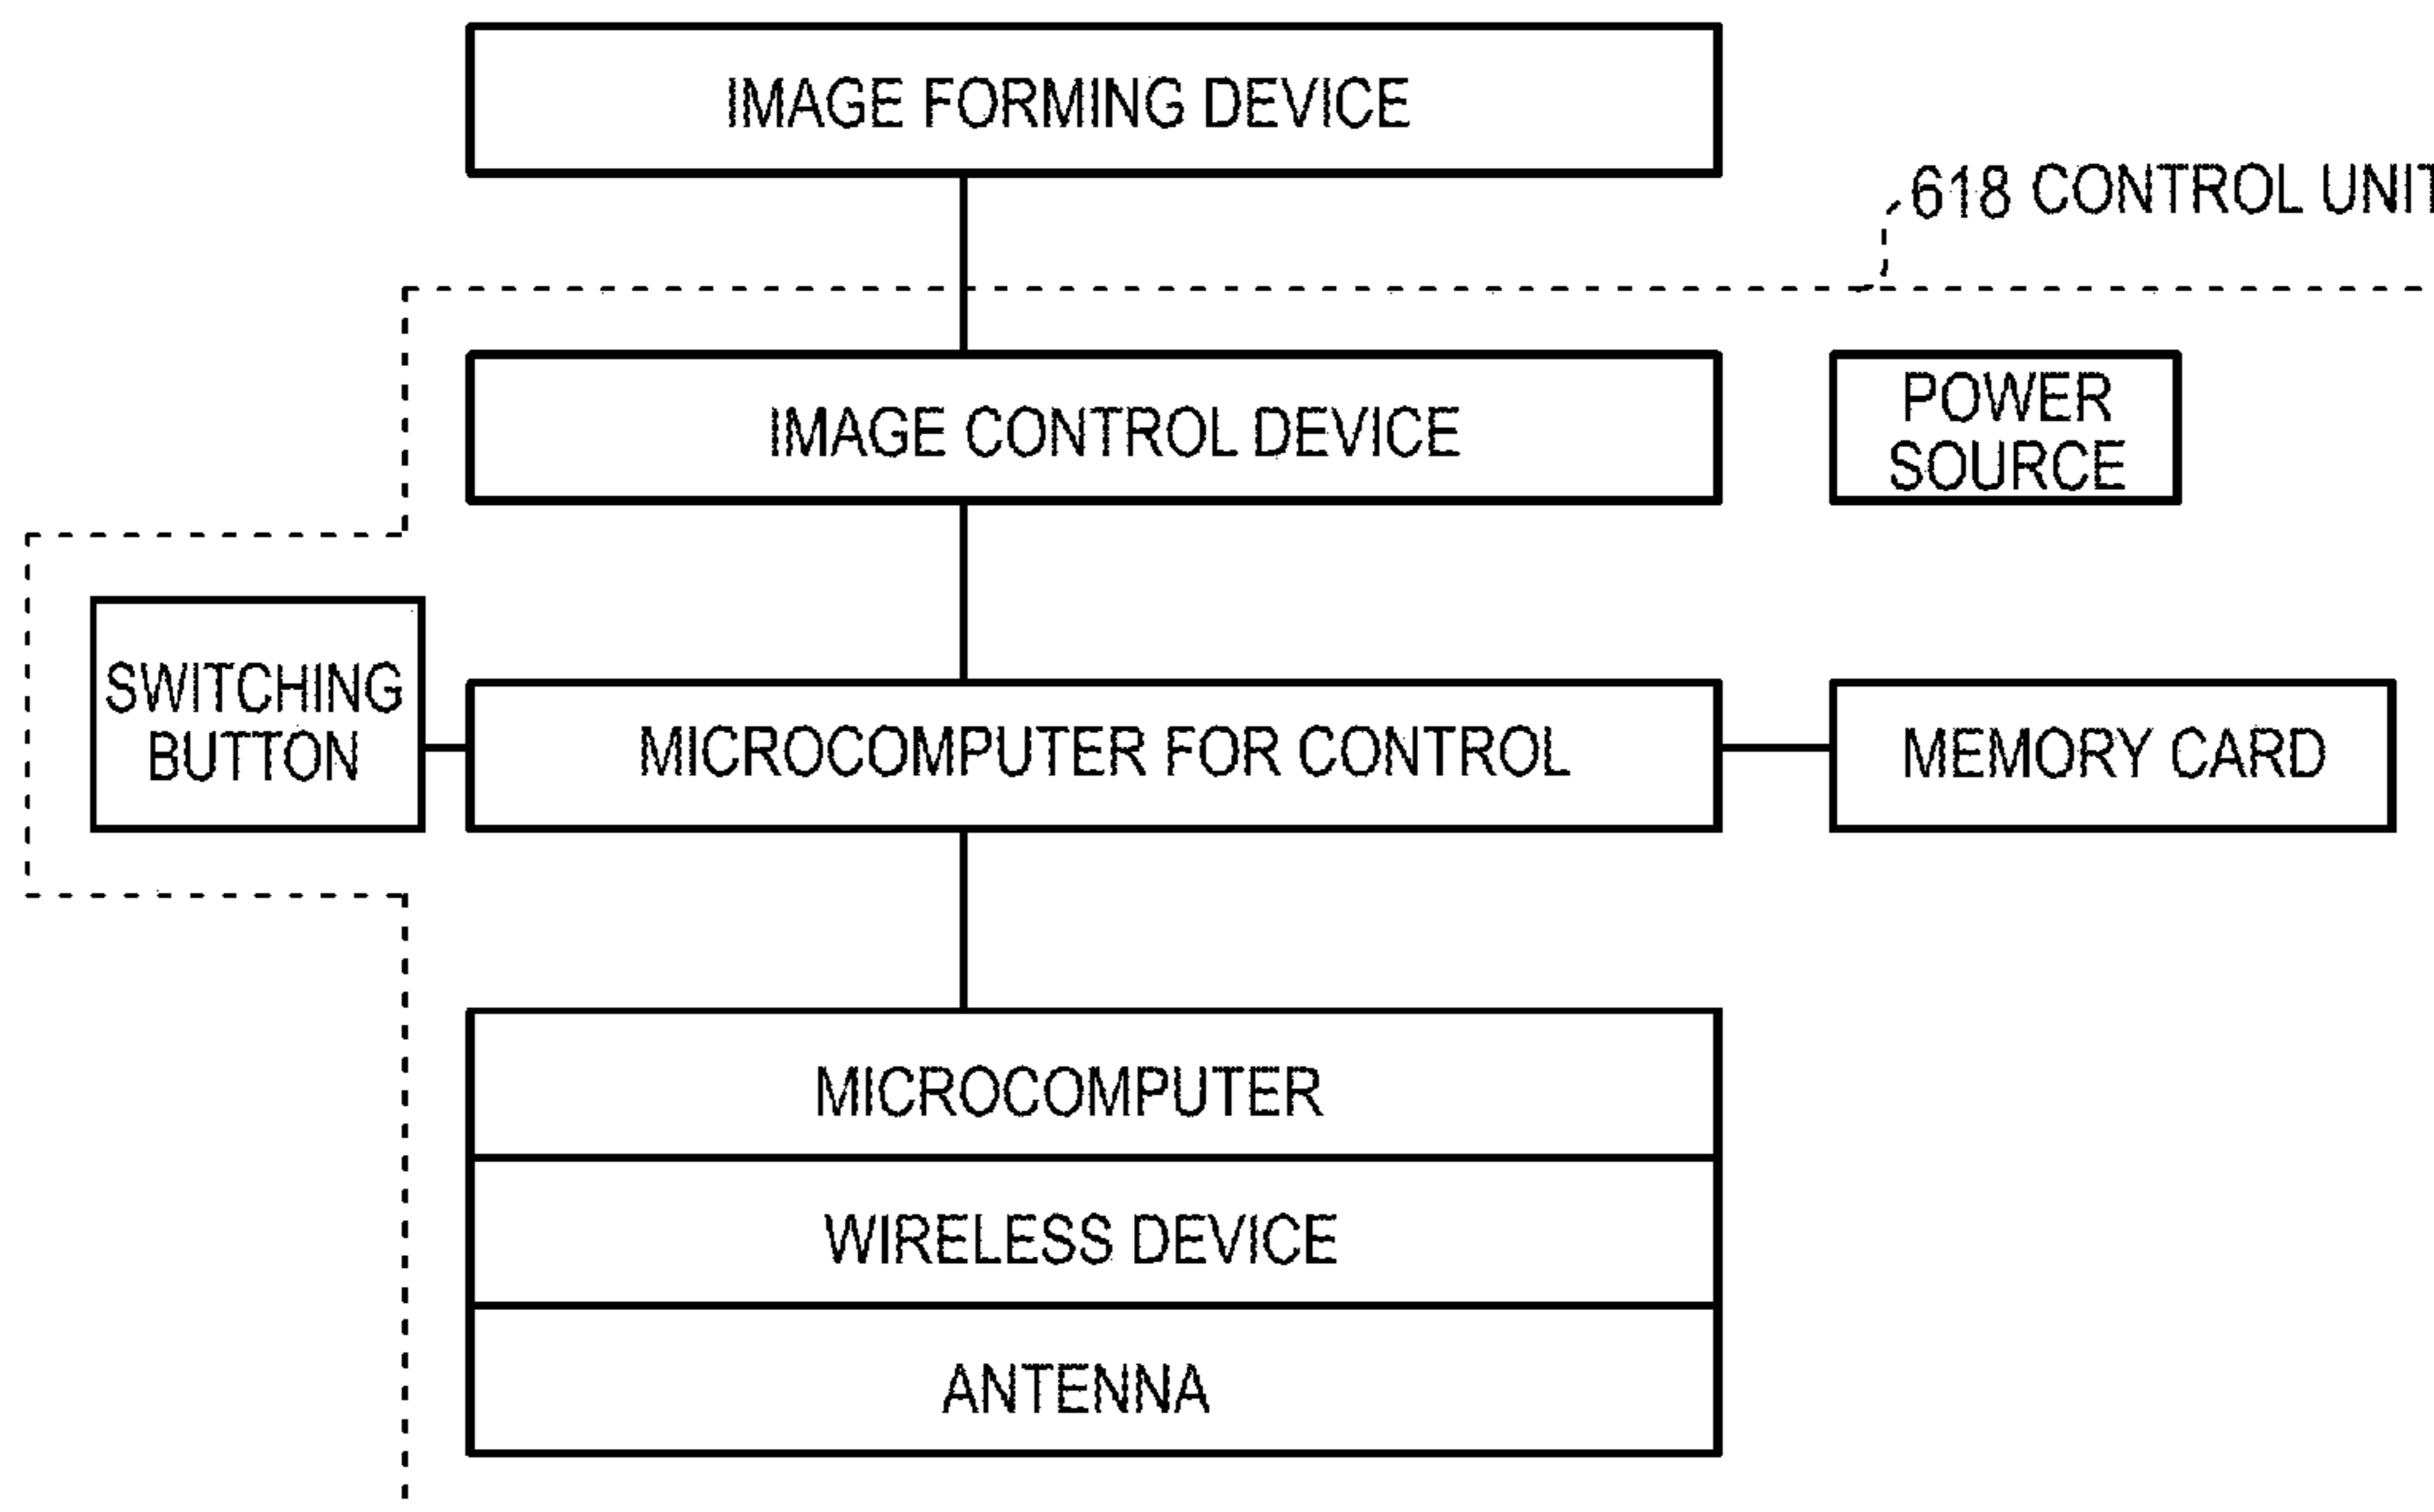 IMAGE FORMING DEVICE
618 CONTROL UNIT
IMAGE CONTROL DEVICE
POWER
SOURCE
SWITCHING
BUTTON
MICROCOMPUTER FOR CONTROL
MEMORY CARD
MICROCOMPUTER
WIRELESS DEVICE
ANTENNA